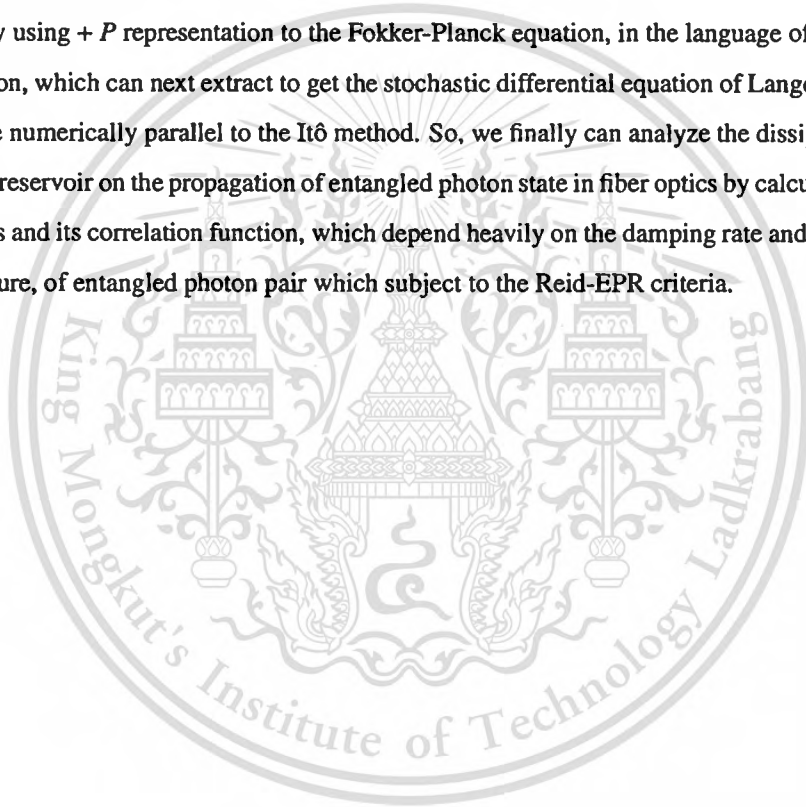 using + P representation to the Fokker-Planck equation, in the language of
on, which can next extract to get the stochastic differential equation of Lange
numerically parallel to the Itô method. So, we finally can analyze the dissi
reservoir on the propagation of entangled photon state in fiber optics by calcu
s and its correlation function, which depend heavily on the damping rate and
ure, of entangled photon pair which subject to the Reid-EPR criteria.
King Mongkut's Institute of Technology Ladkrabang